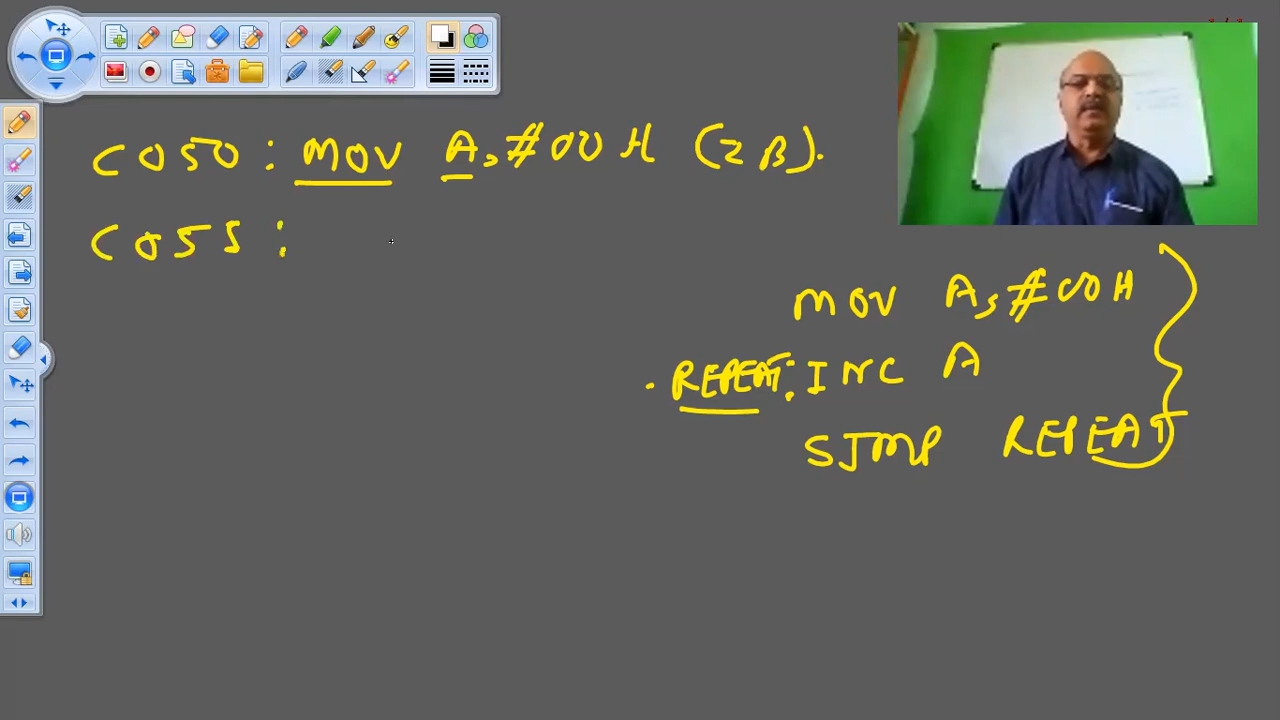 C050 : MOV A,#00H (2B).
C055 :
MOV A,#00H
. REPEAT: INC A
SJMP REPEAT